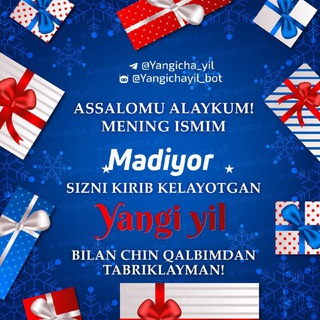 @Yangicha_yil
@Yangichayil_bot
ASSALOMU ALAYKUM!
MENING ISMIM
Madiyor
SIZNI KIRIB KELAYOTGAN
Yangi yil
BILAN CHIN QALBIMDAN
TABRIKLAYMAN!